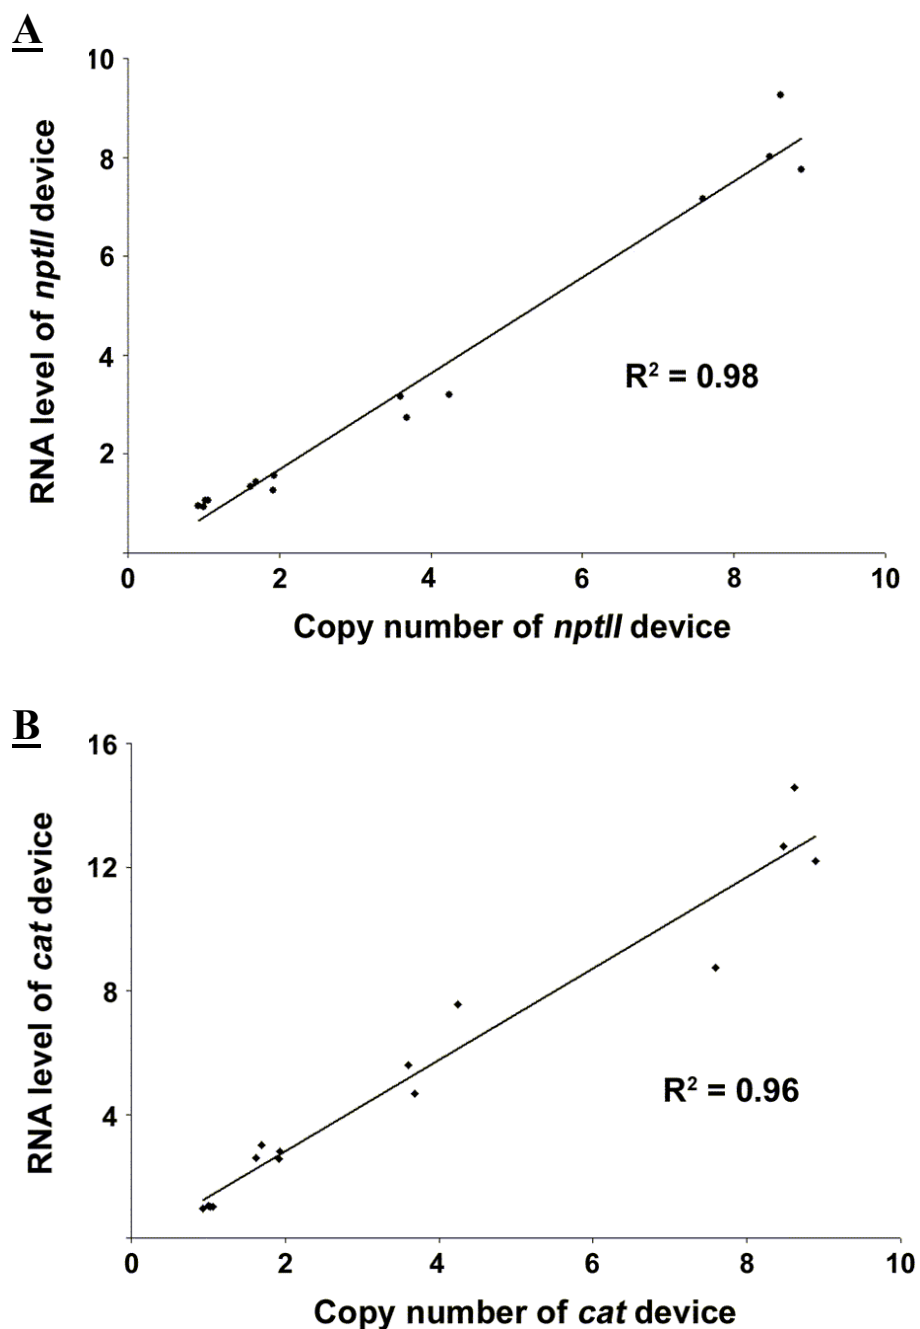 A
10
8
6
4
2
RNA level of nptII device
R² = 0.98
0 2 4 6 8 10
Copy number of nptII device
B
16
12
8
4
RNA level of cat device
R² = 0.96
0 2 4 6 8 10
Copy number of cat device